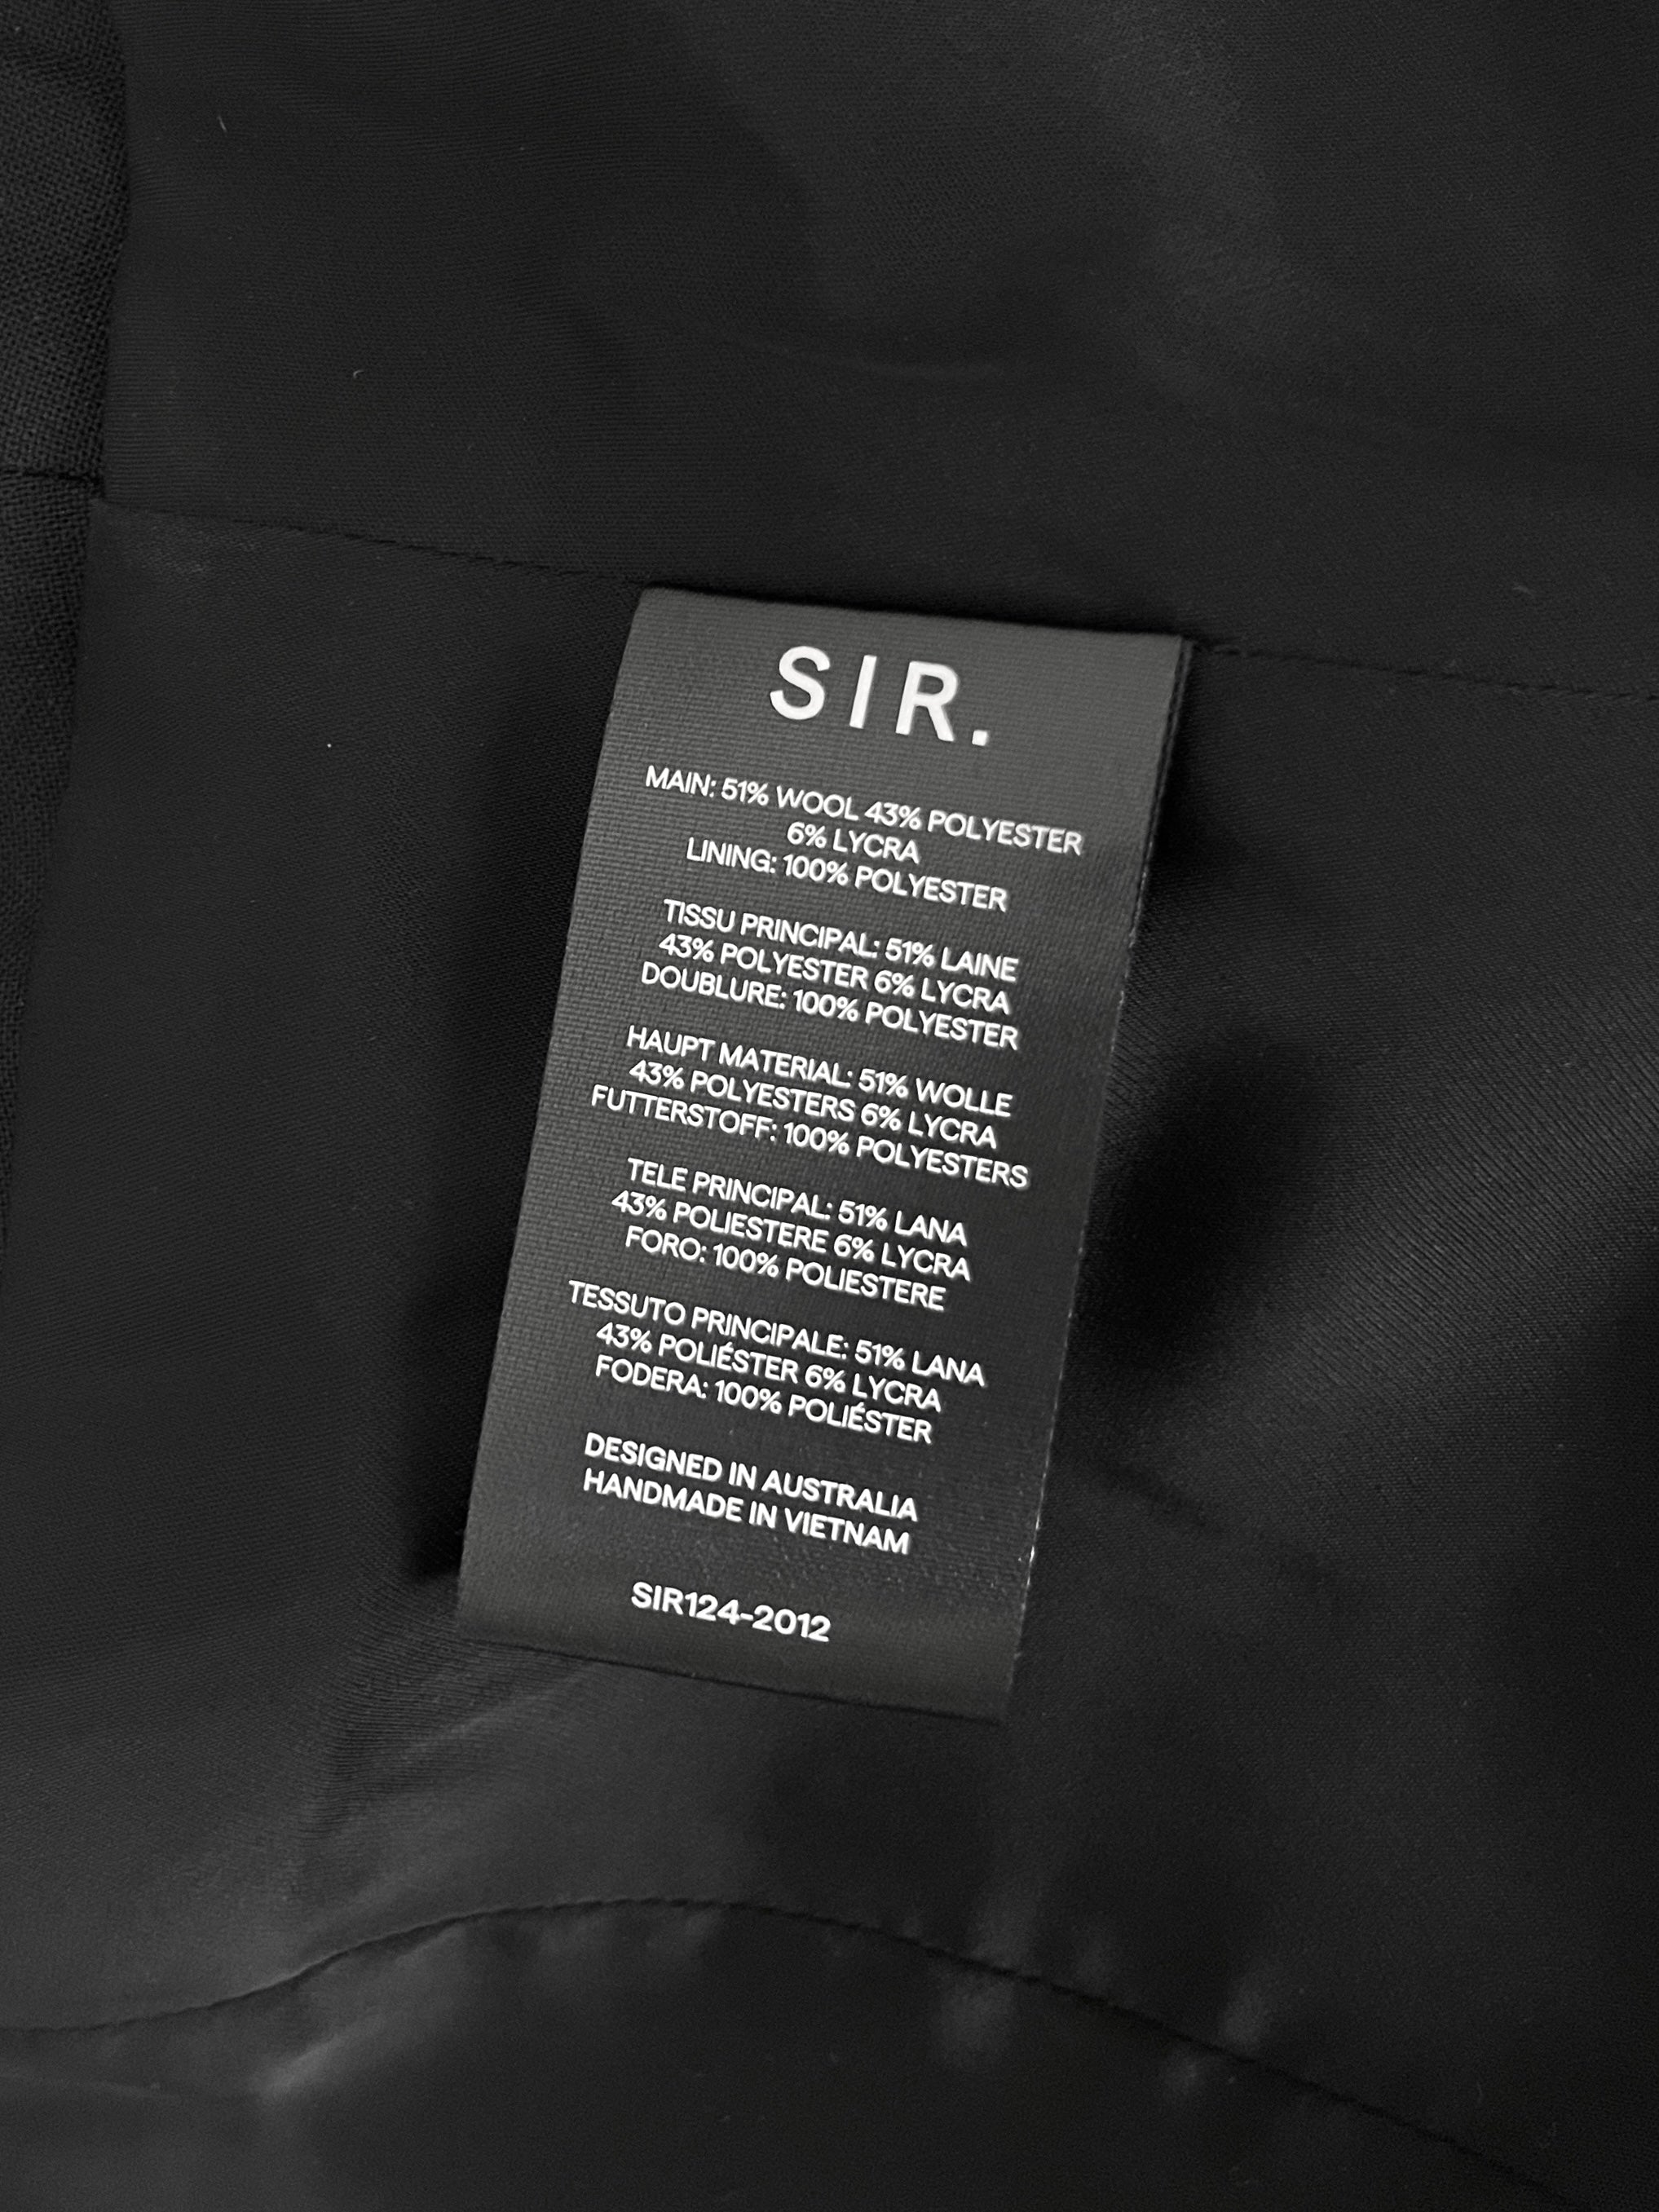 SIR.
MAIN: 51% WOOL 43% POLYESTER
6% LYCRA
LINING: 100% POLYESTER
TISSU PRINCIPAL: 51% LAINE
43% POLYESTER 6% LYCRA
DOUBLURE: 100% POLYESTER
HAUPT MATERIAL: 51% WOLLE
43% POLYESTERS 6% LYCRA
FUTTERSTOFF: 100% POLYESTERS
TELE PRINCIPAL: 51% LANA
43% POLIESTERE 6% LYCRA
FORO: 100% POLIESTERE
TESSUTO PRINCIPALE: 51% LANA
43% POLIÉSTER 6% LYCRA
FODERA: 100% POLIÉSTER
DESIGNED IN AUSTRALIA
HANDMADE IN VIETNAM
SIR124-2012